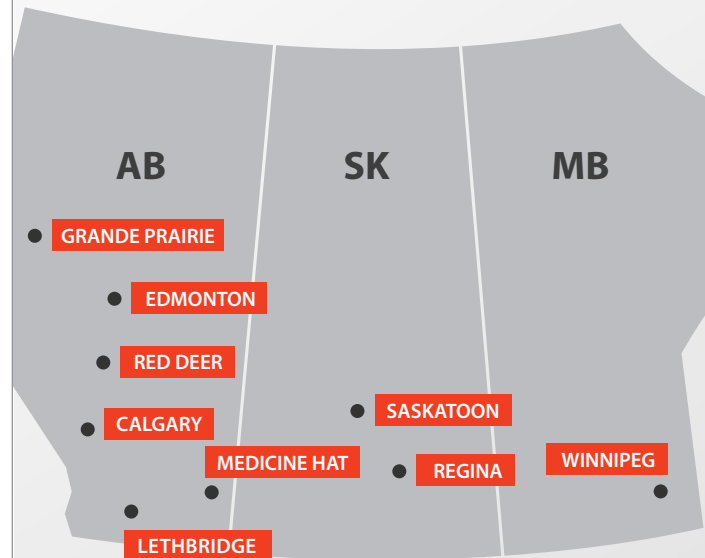 AB
SK
MB
GRANDE PRAIRIE
EDMONTON
RED DEER
CALGARY
SASKATOON
MEDICINE HAT
REGINA
WINNIPEG
LETHBRIDGE